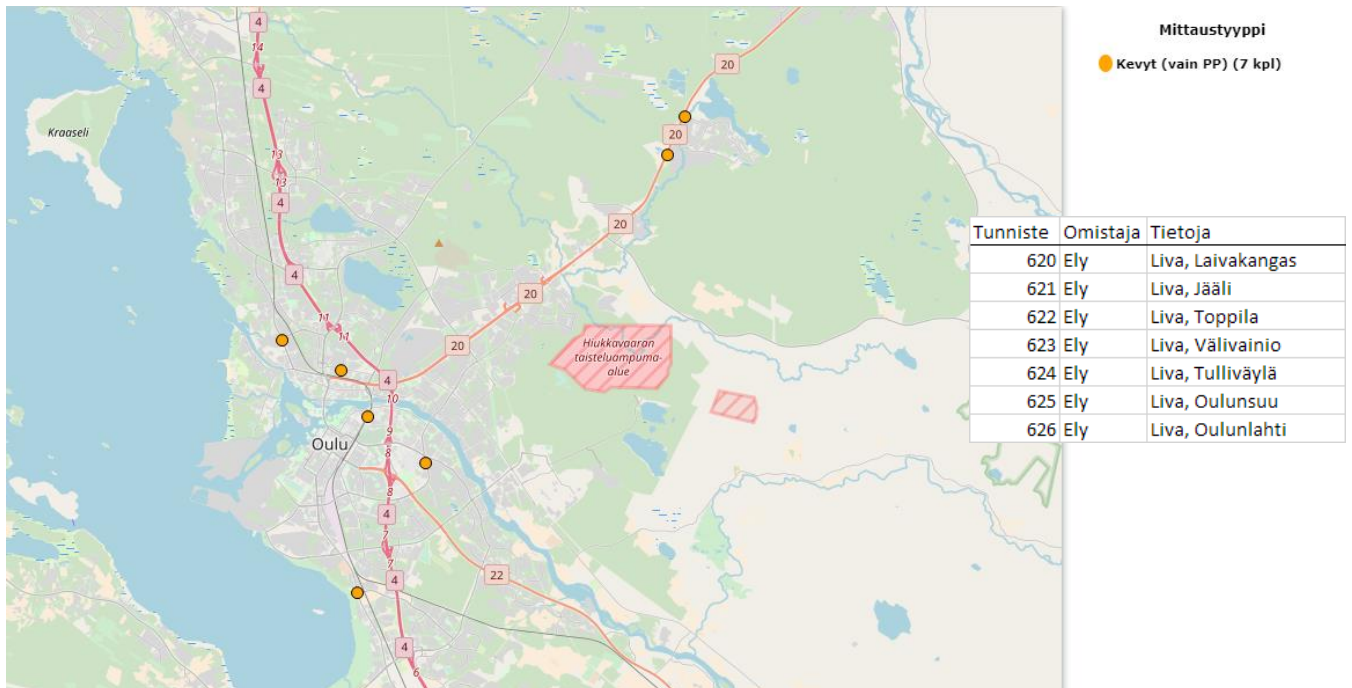 4
14
4
20
Kraaseli
20
13
13
4
20
4
20
11
11
20
Hiukkavaaran
taisteluampuma-
alue
4
10
9
Oulu
8
8
4
7
7
22
4
4
6
Mittaustyyppi
Kevyt (vain PP) (7 kpl)
Tunniste Omistaja Tietoja
620 Ely Liva, Laivakangas
621 Ely Liva, Jääli
622 Ely Liva, Toppila
623 Ely Liva, Välivainio
624 Ely Liva, Tulliväylä
625 Ely Liva, Oulunsuu
626 Ely Liva, Oulunlahti